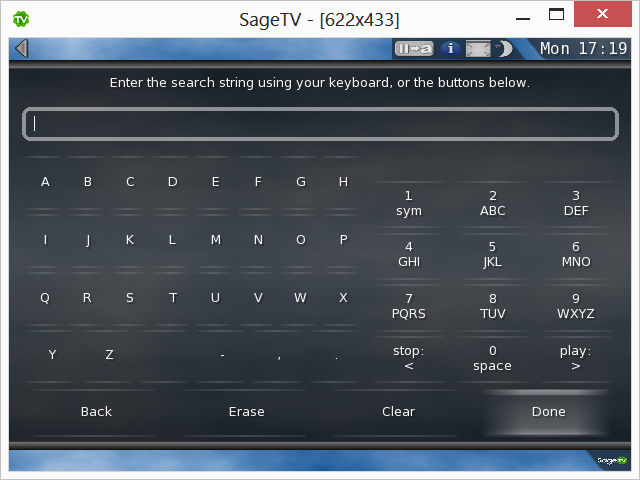 SageTV - [622x433]
Mon 17:19
Enter the search string using your keyboard, or the buttons below.
A B C D E F G H
I J K L M N O P
Q R S T U V W X
Y Z - , .
1
sym
2
ABC
3
DEF
4
GHI
5
JKL
6
MNO
7
PQRS
8
TUV
9
WXYZ
stop:
<
0
space
play:
>
Back Erase Clear Done
SageTV